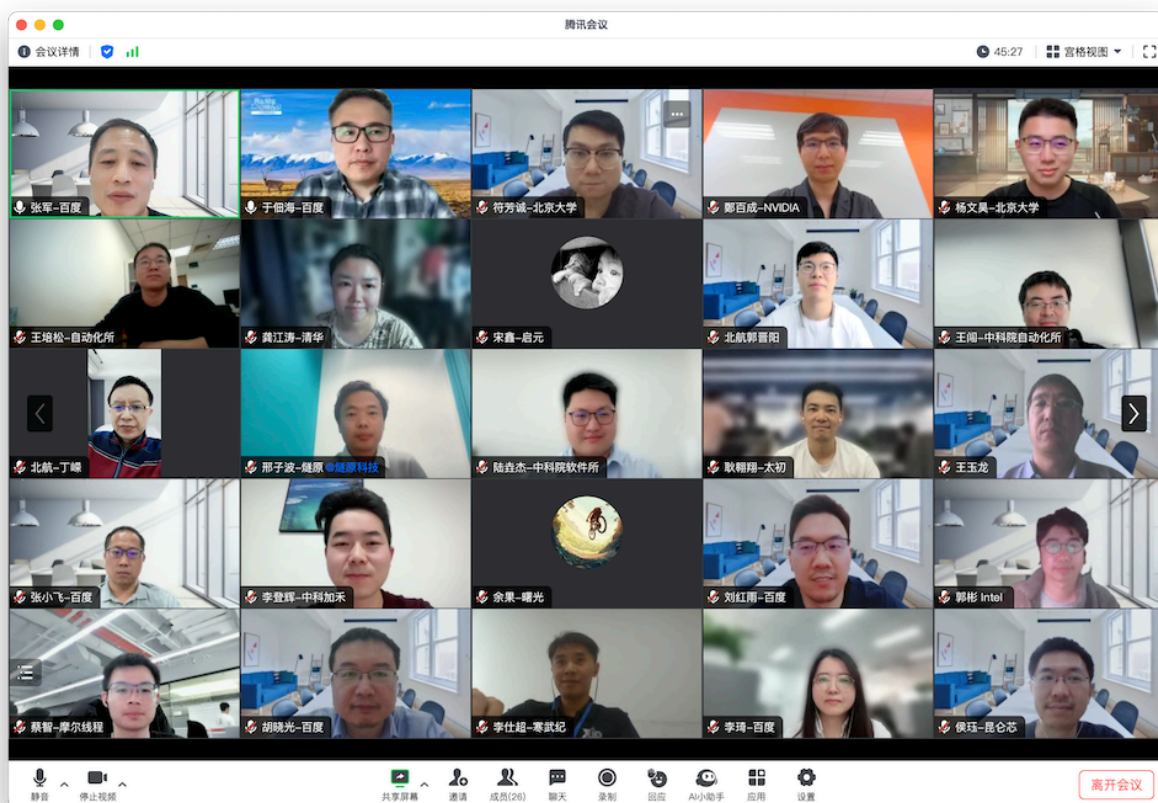 腾讯会议
会议详情
45:27
宫格视图
张军-百度
于佃海-百度
符芳诚-北京大学
鄭百成-NVIDIA
杨文昊-北京大学
王培松-自动化所
龚江涛-清华
宋鑫-启元
北航郭晋阳
王闯-中科院自动化所
北航-丁嵘
邢子波-燧原
燧原科技
陆垚杰-中科院软件所
耿翱翔-太初
王玉龙
张小飞-百度
李登辉-中科加禾
余果-曙光
刘红雨-百度
郭彬 Intel
蔡智-摩尔线程
胡晓光-百度
李仕超-寒武纪
李琦-百度
侯珏-昆仑芯
静音
停止视频
共享屏幕
邀请
成员(26)
聊天
录制
回应
AI小助手
应用
设置
离开会议